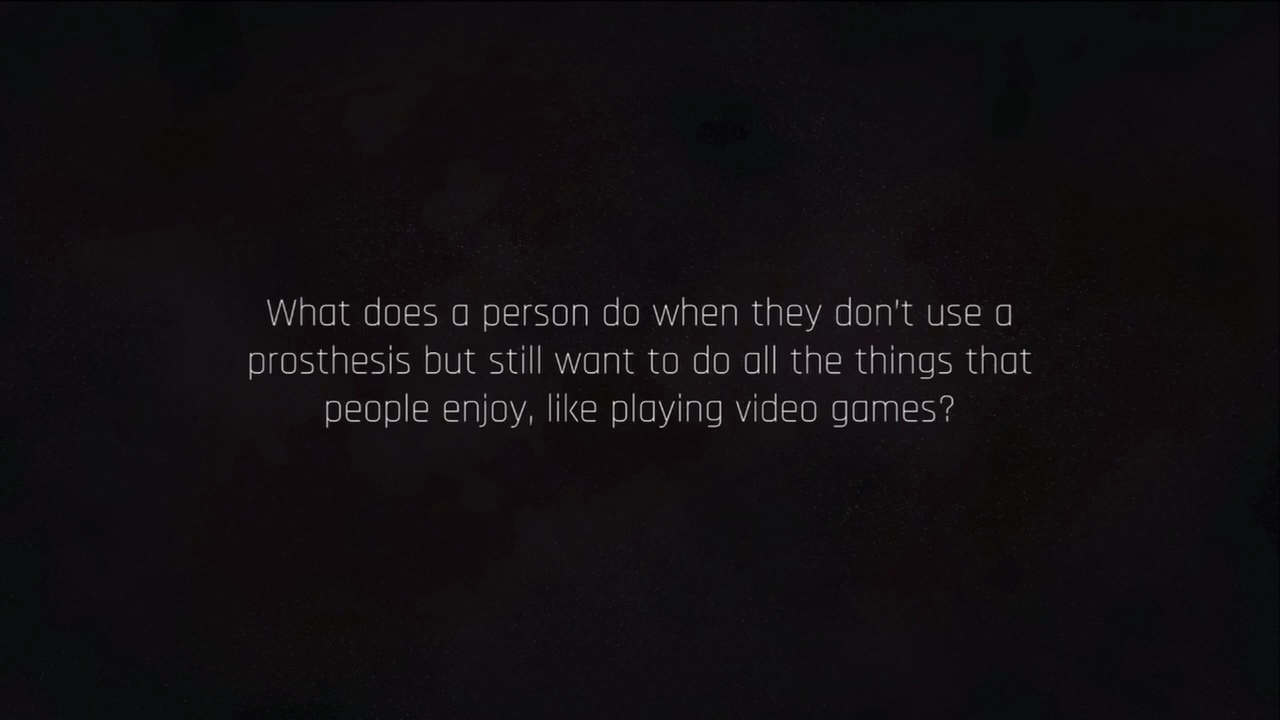 What does a person do when they don't use a
prosthesis but still want to do all the things that
people enjoy, like playing video games?